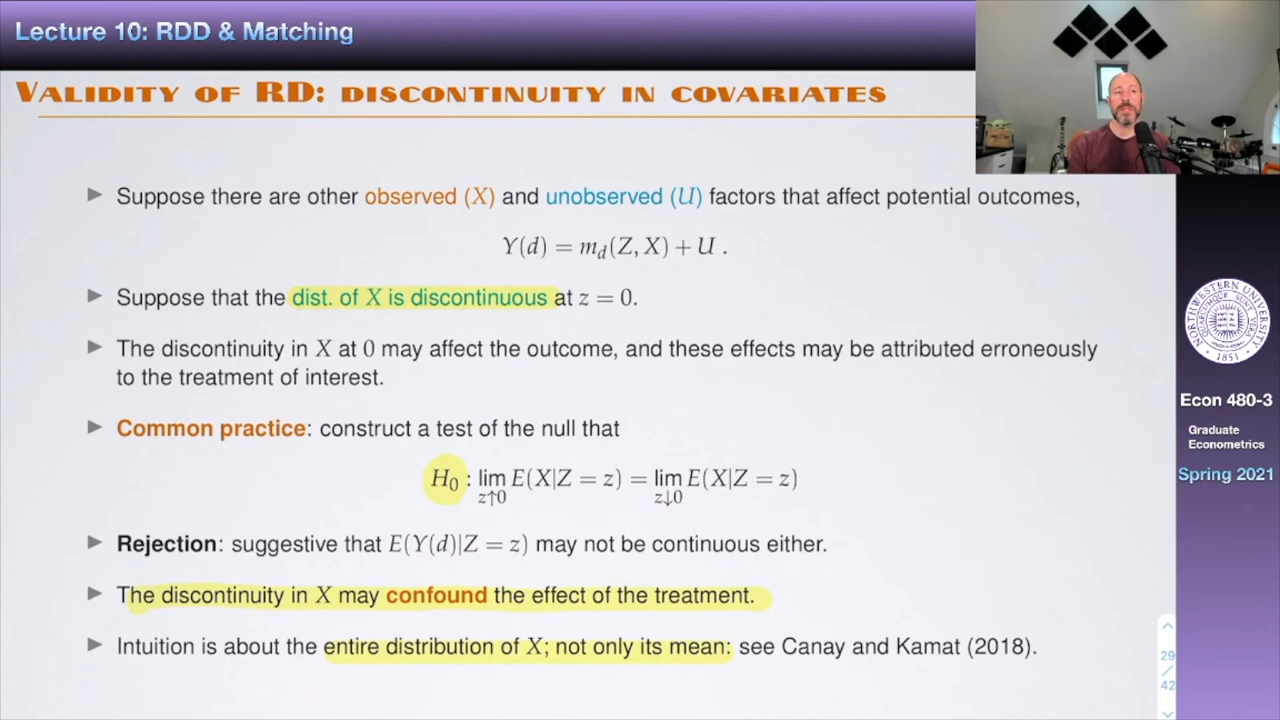 Lecture 10: RDD & Matching
VALIDITY OF RD: DISCONTINUITY IN COVARIATES
▶ Suppose there are other observed (X) and unobserved (U) factors that affect potential outcomes,
Y(d) = m_d(Z, X) + U .
▶ Suppose that the dist. of X is discontinuous at z = 0.
▶ The discontinuity in X at 0 may affect the outcome, and these effects may be attributed erroneously
to the treatment of interest.
▶ Common practice: construct a test of the null that
H₀ : lim_{z↑0} E(X|Z = z) = lim_{z↓0} E(X|Z = z)
▶ Rejection: suggestive that E(Y(d)|Z = z) may not be continuous either.
▶ The discontinuity in X may confound the effect of the treatment.
▶ Intuition is about the entire distribution of X; not only its mean: see Canay and Kamat (2018).
NORTHWESTERN UNIVERSITY
1851
Econ 480-3
Graduate
Econometrics
Spring 2021
29
/
42